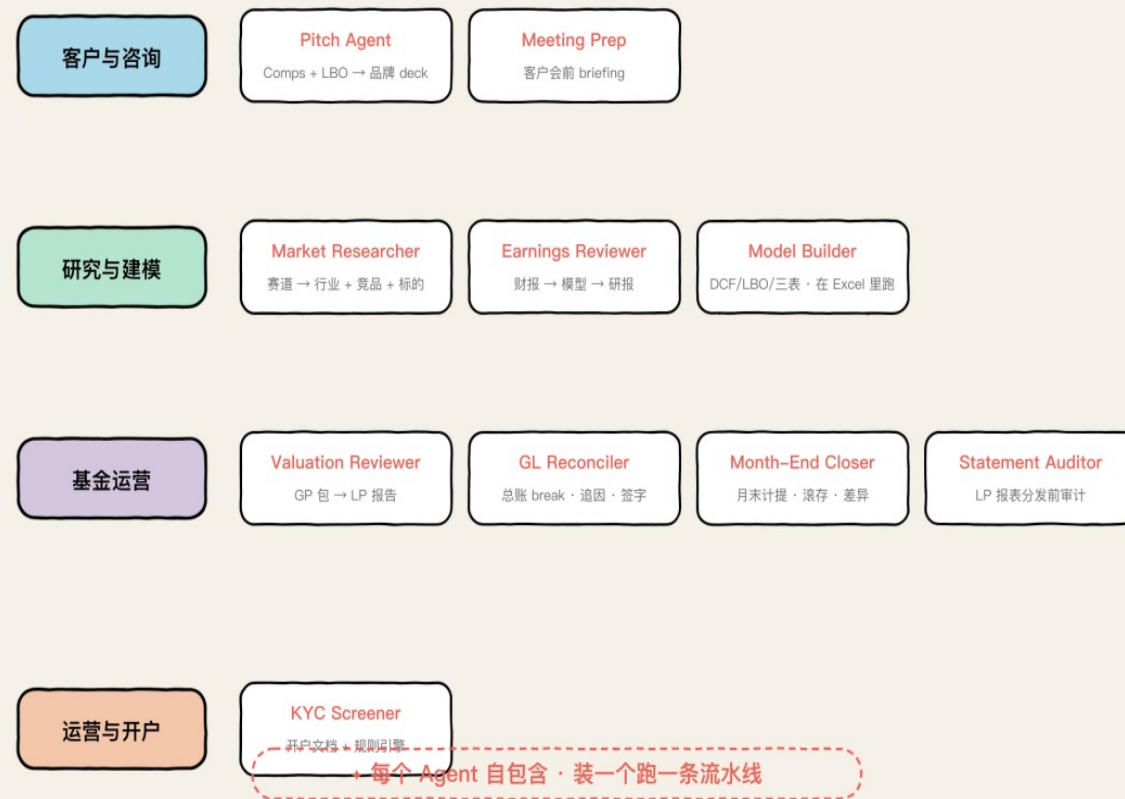 客户与咨询
Pitch Agent
Comps + LBO → 品牌 deck
Meeting Prep
客户会前 briefing
研究与建模
Market Researcher
赛道 → 行业 + 竞品 + 标的
Earnings Reviewer
财报 → 模型 → 研报
Model Builder
DCF/LBO/三表 · 在 Excel 里跑
基金运营
Valuation Reviewer
GP 包 → LP 报告
GL Reconciler
总账 break · 追因 · 签字
Month-End Closer
月末计提 · 滚存 · 差异
Statement Auditor
LP 报表分发前审计
运营与开户
KYC Screener
开户文档 + 规则引擎
+ 每个 Agent 自包含 · 装一个跑一条流水线